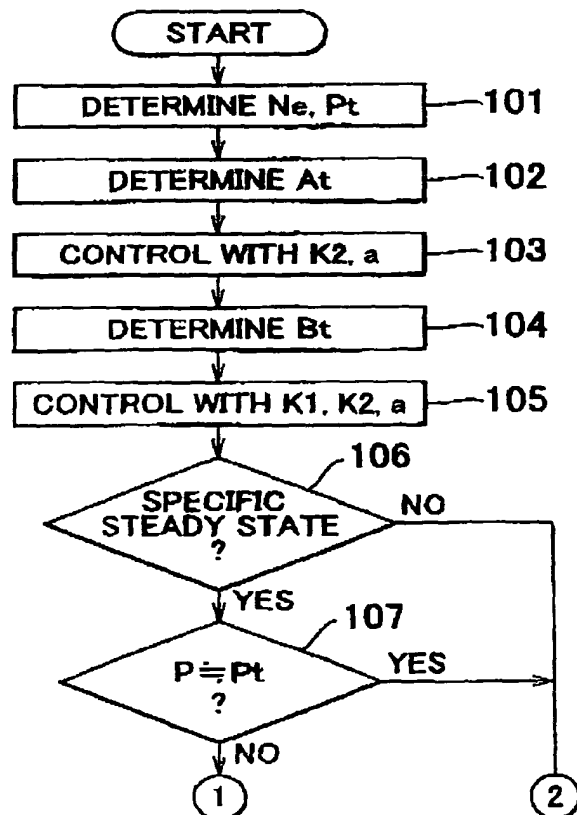 START
DETERMINE Ne, Pt
101
DETERMINE At
102
CONTROL WITH K2, a
103
DETERMINE Bt
104
CONTROL WITH K1, K2, a
105
106
SPECIFIC
STEADY STATE
?
NO
YES
107
P≒Pt
?
YES
NO
1
2